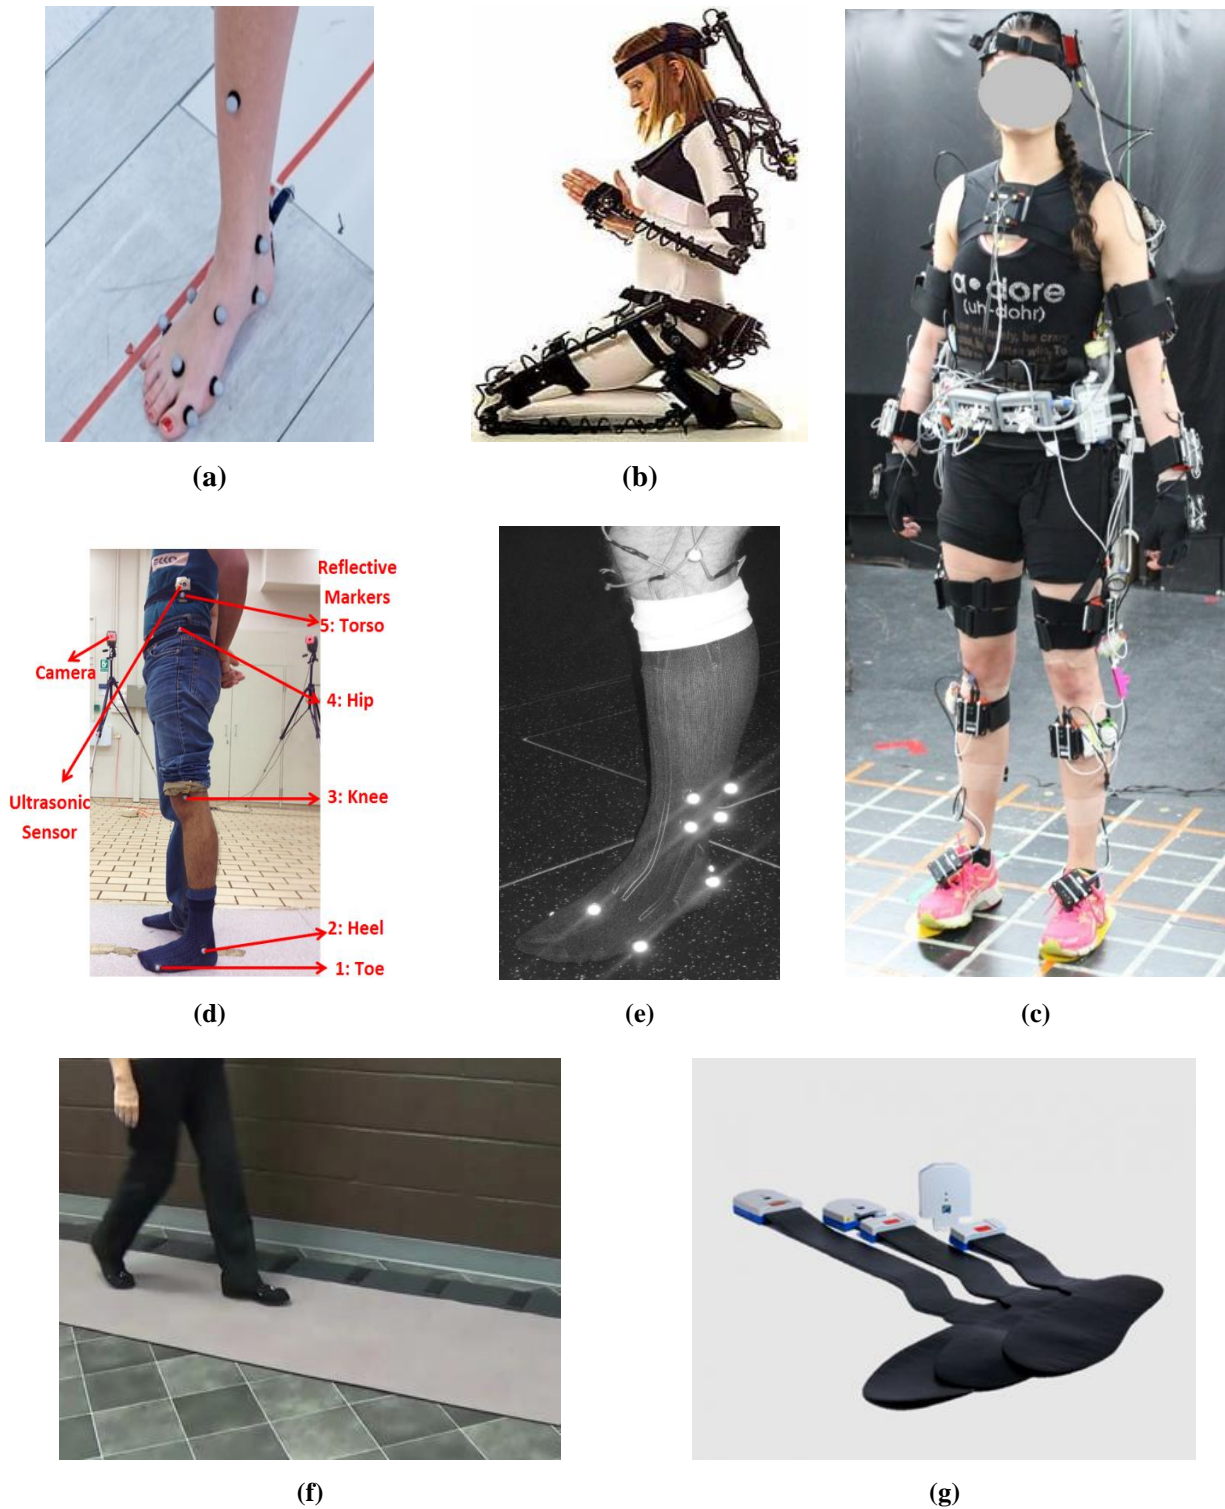 (a)
(b)
a•dore
(uh-dohr)
(c)
Reflective
Markers
5: Torso
Camera
4: Hip
Ultrasonic
Sensor
3: Knee
2: Heel
1: Toe
(d)
(e)
(f)
(g)